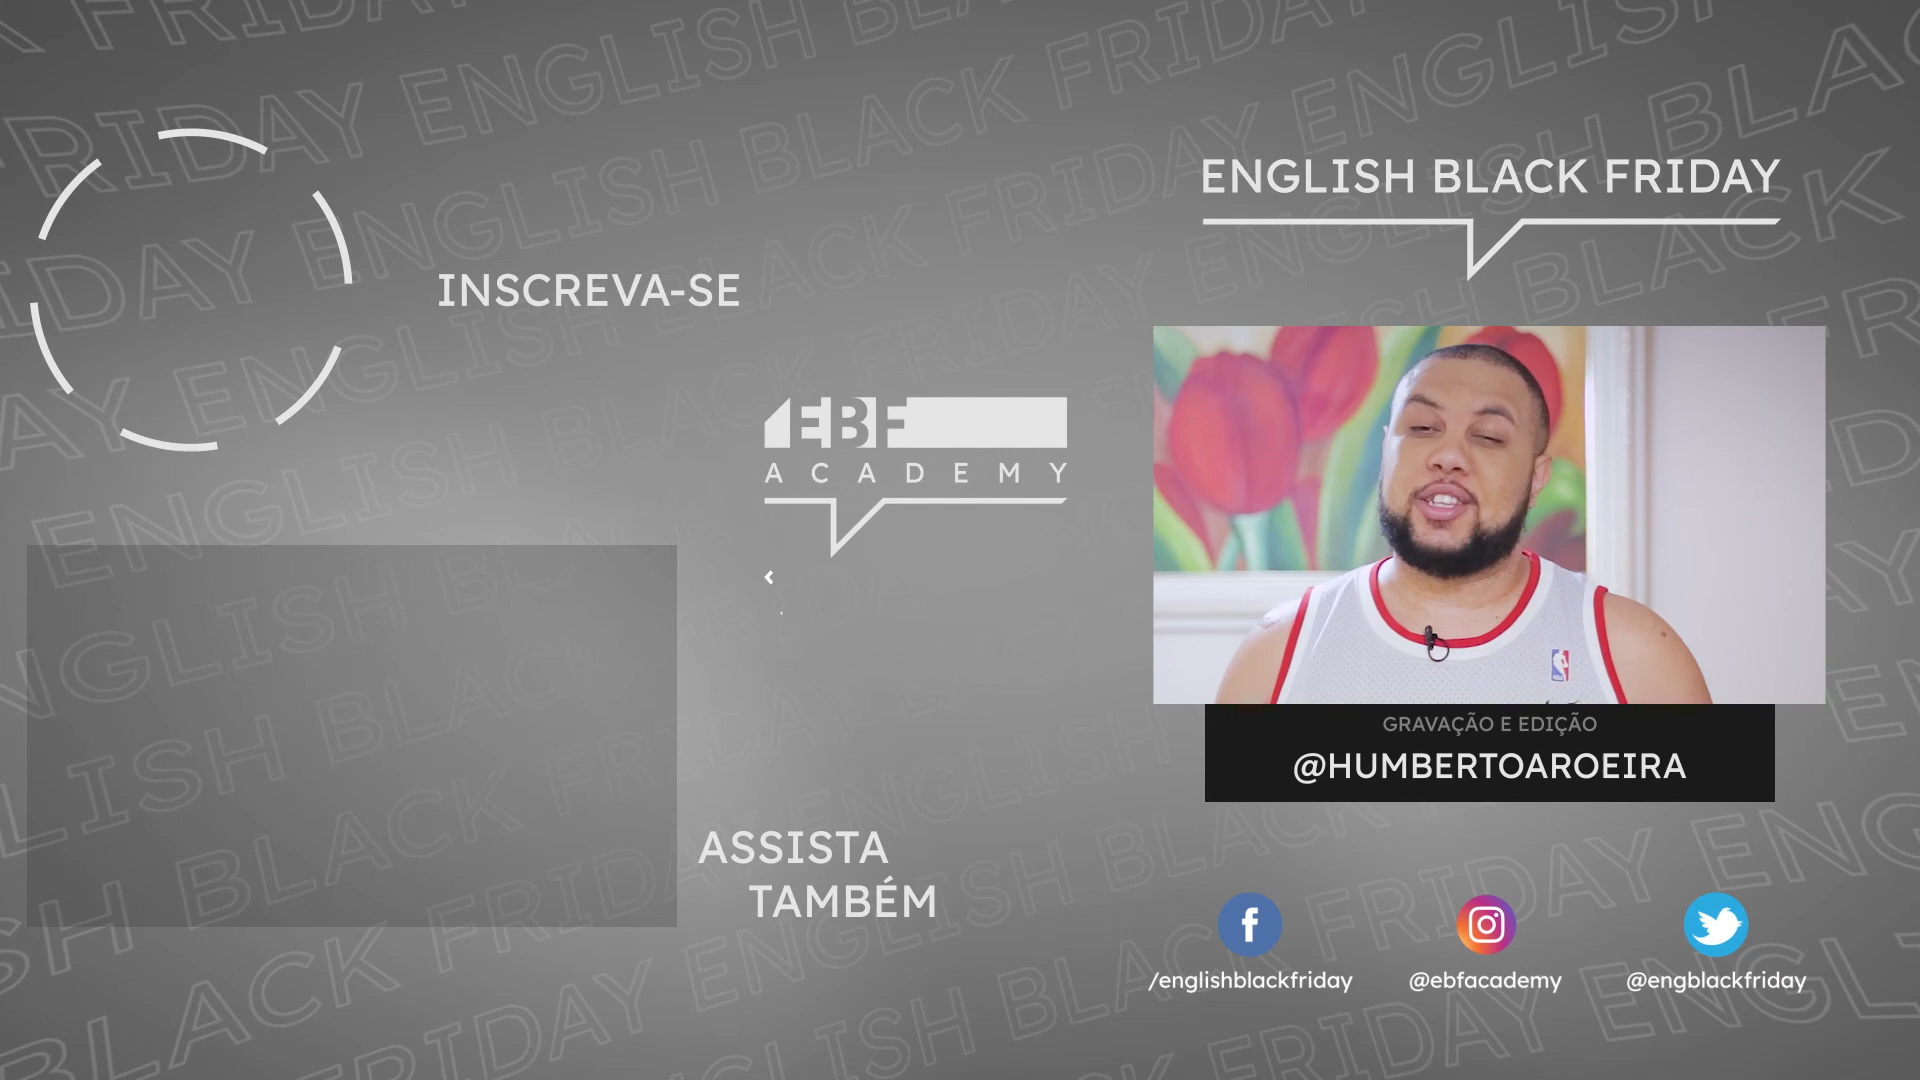 ENGLISH BLACK FRIDAY
INSCREVA-SE
EBF
ACADEMY
GRAVAÇÃO E EDIÇÃO
@HUMBERTOAROEIRA
ASSISTA
TAMBÉM
/englishblackfriday
@ebfacademy
@engblackfriday